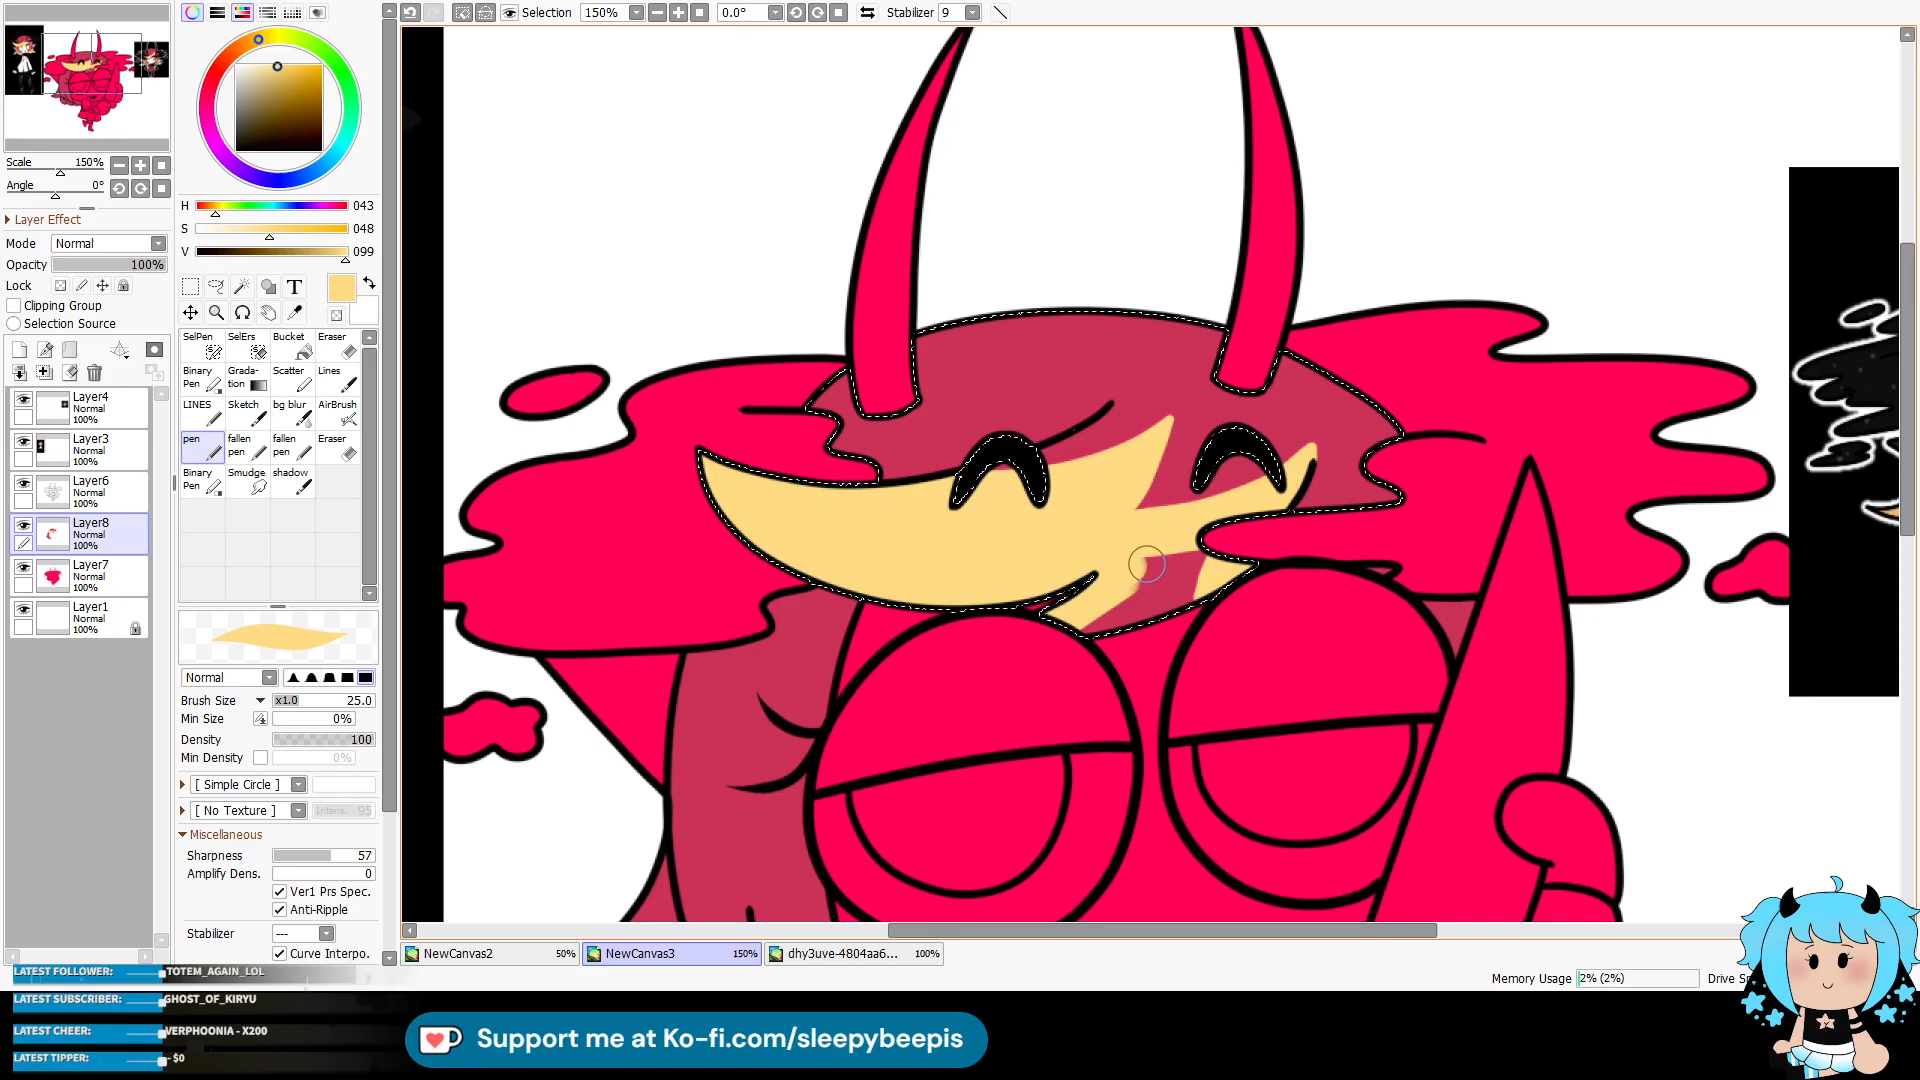 Selection
150%
0.0°
Stabilizer
9
Scale
150%
Angle
0°
Layer Effect
Mode
Normal
Opacity
100%
Lock
Clipping Group
Selection Source
Layer4
Normal
100%
Layer3
Normal
100%
Layer6
Normal
100%
Layer8
Normal
100%
Layer7
Normal
100%
Layer1
Normal
100%
H
043
S
048
V
099
T
SelPen
SelErs
Bucket
Eraser
Binary Pen
Gradation
Scatter
Lines
LINES
Sketch
bg blur
AirBrush
pen
fallen pen
fallen pen
Eraser
Binary Pen
Smudge
shadow
Normal
Brush Size
x1.0
25.0
Min Size
0%
Density
100
Min Density
0%
[ Simple Circle ]
[ No Texture ]
Intens.
95
Miscellaneous
Sharpness
57
Amplify Dens.
0
Ver1 Prs Spec.
Anti-Ripple
Stabilizer
---
Curve Interpo.
NewCanvas2
50%
NewCanvas3
150%
dhy3uve-4804aa6...
100%
Memory Usage
2% (2%)
LATEST FOLLOWER:
TOTEM_AGAIN_LOL
LATEST SUBSCRIBER:
GHOST_OF_KIRYU
LATEST CHEER:
VERPHOONIA - X200
LATEST TIPPER:
- $0
Support me at Ko-fi.com/sleepybeepis